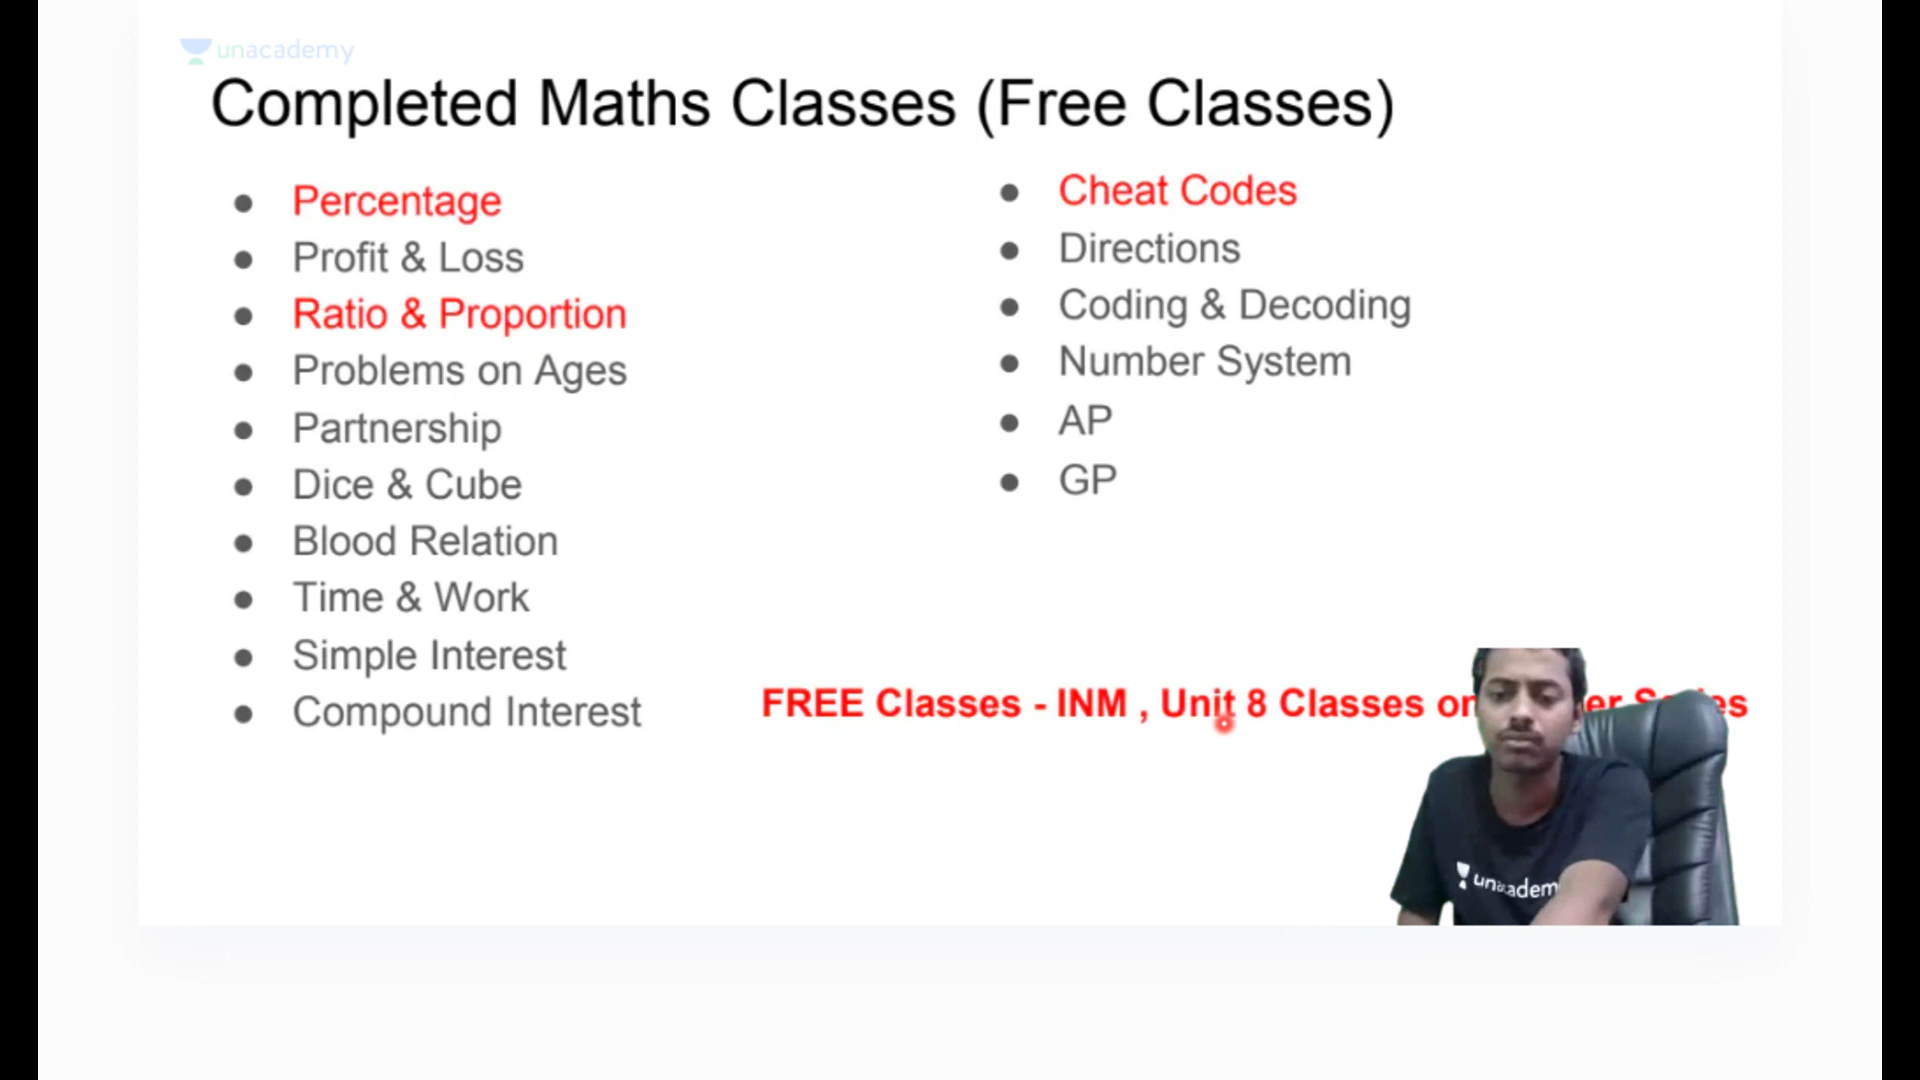 unacademy
Completed Maths Classes (Free Classes)
Percentage
Profit & Loss
Ratio & Proportion
Problems on Ages
Partnership
Dice & Cube
Blood Relation
Time & Work
Simple Interest
Compound Interest
Cheat Codes
Directions
Coding & Decoding
Number System
AP
GP
FREE Classes - INM , Unit 8 Classes on
unacadem